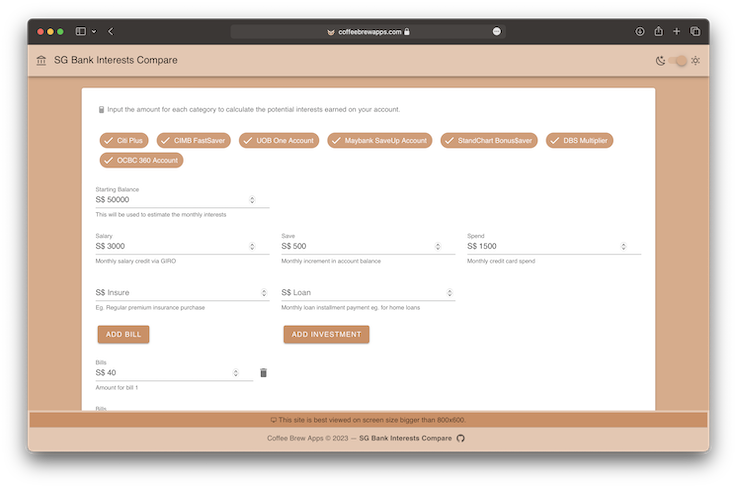 coffeebrewapps.com
SG Bank Interests Compare
Input the amount for each category to calculate the potential interests earned on your account.
Citi Plus CIMB FastSaver UOB One Account Maybank SaveUp Account StandChart Bonus$aver DBS Multiplier
OCBC 360 Account
Starting Balance
S$ 50000
This will be used to estimate the monthly interests
Salary Save Spend
S$ 3000 S$ 500 S$ 1500
Monthly salary credit via GIRO Monthly increment in account balance Monthly credit card spend
S$ Insure S$ Loan
Eg. Regular premium insurance purchase Monthly loan installment payment eg. for home loans
ADD BILL ADD INVESTMENT
Bills
S$ 40
Amount for bill 1
Bills
This site is best viewed on screen size bigger than 800x600.
Coffee Brew Apps © 2023 — SG Bank Interests Compare